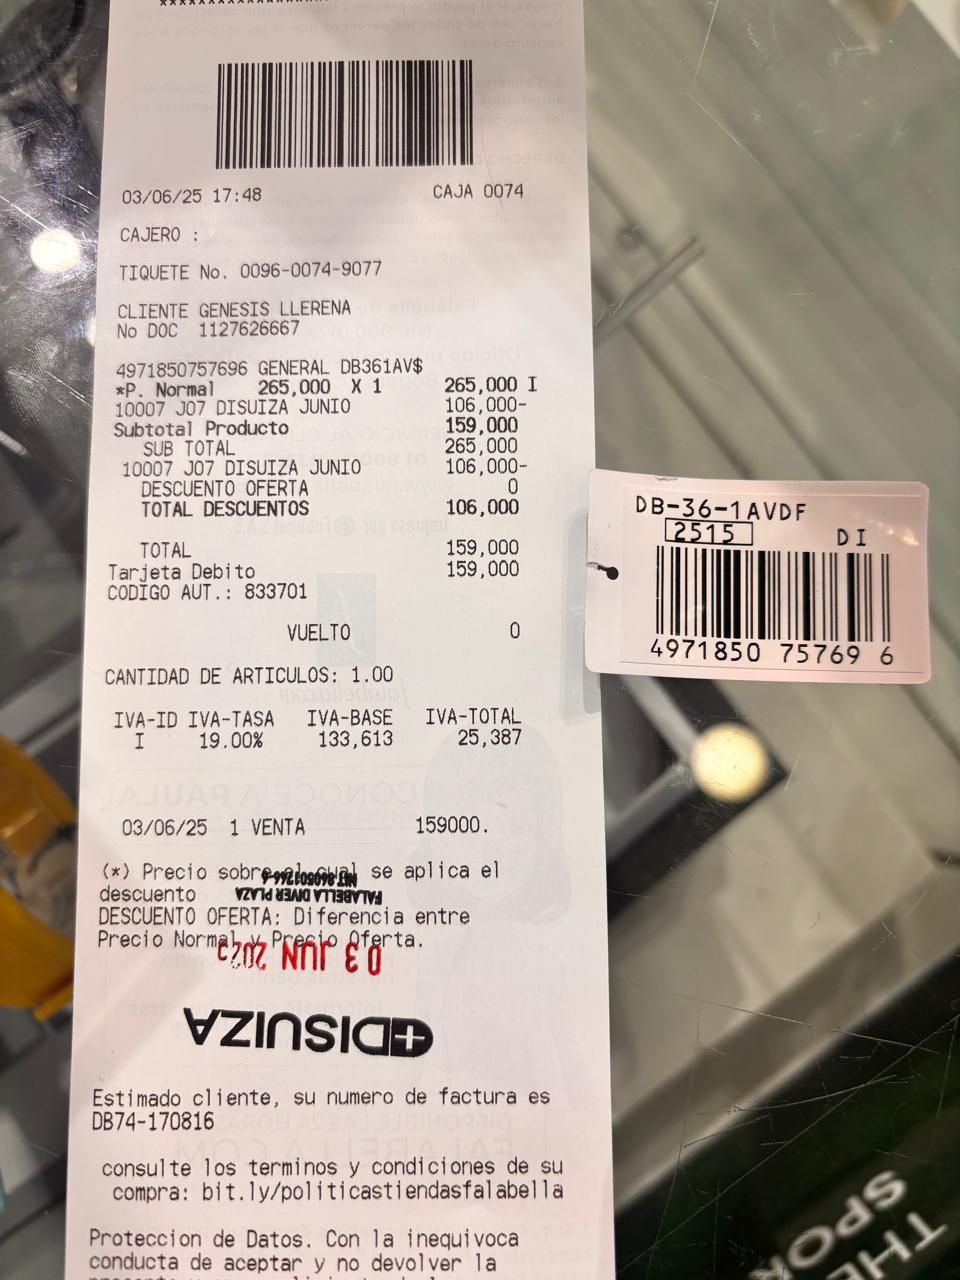 03/06/25 17:48 CAJA 0074
CAJERO :
TIQUETE No. 0096-0074-9077
CLIENTE GENESIS LLERENA
No DOC 1127626667
4971850757696 GENERAL DB361AV$
*P. Normal 265,000 X 1 265,000 I
10007 J07 DISUIZA JUNIO 106,000-
Subtotal Producto 159,000
SUB TOTAL 265,000
10007 J07 DISUIZA JUNIO 106,000-
DESCUENTO OFERTA 0
TOTAL DESCUENTOS 106,000
TOTAL 159,000
Tarjeta Debito 159,000
CODIGO AUT.: 833701
VUELTO 0
CANTIDAD DE ARTICULOS: 1.00
IVA-ID IVA-TASA IVA-BASE IVA-TOTAL
I 19.00% 133,613 25,387
03/06/25 1 VENTA 159000.
(*) Precio sobre el cual se aplica el
descuento
DESCUENTO OFERTA: Diferencia entre
Precio Normal y Precio Oferta.
FALABELLA DIVER PLAZA
03 JUN 2025
DISUIZA
Estimado cliente, su numero de factura es
DB74-170816
consulte los terminos y condiciones de su
compra: bit.ly/politicastiendasfalabella
Proteccion de Datos. Con la inequivoca
conducta de aceptar y no devolver la
DB-36-1AVDF
2515 DI
4971850 75769 6
THE
SPOR